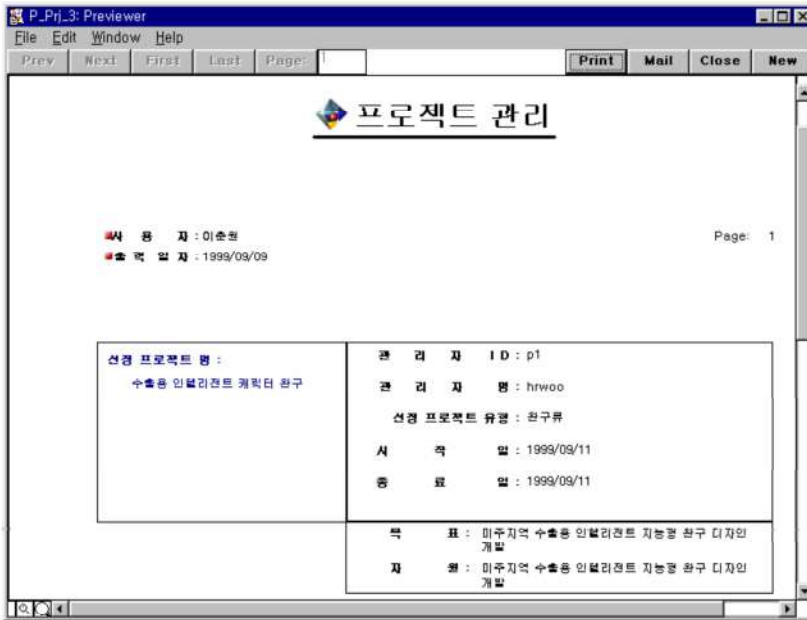 P_Prj_3: Previewer
File Edit Window Help
Prev Next First Last Page: 1 Print Mail Close New
프로젝트 관리
사 용 자 : 이춘원 Page: 1
출 력 일 자 : 1999/09/09
선정 프로젝트 명 :
수출용 인텔리전트 캐릭터 완구
관 리 자 I D : p1
관 리 자 명 : hrwoo
선정 프로젝트 유형 : 완구류
시 작 일 : 1999/09/11
종 료 일 : 1999/09/11
목 표 : 미주지역 수출용 인텔리전트 지능형 완구 디자인
개발
자 원 : 미주지역 수출용 인텔리전트 지능형 완구 디자인
개발